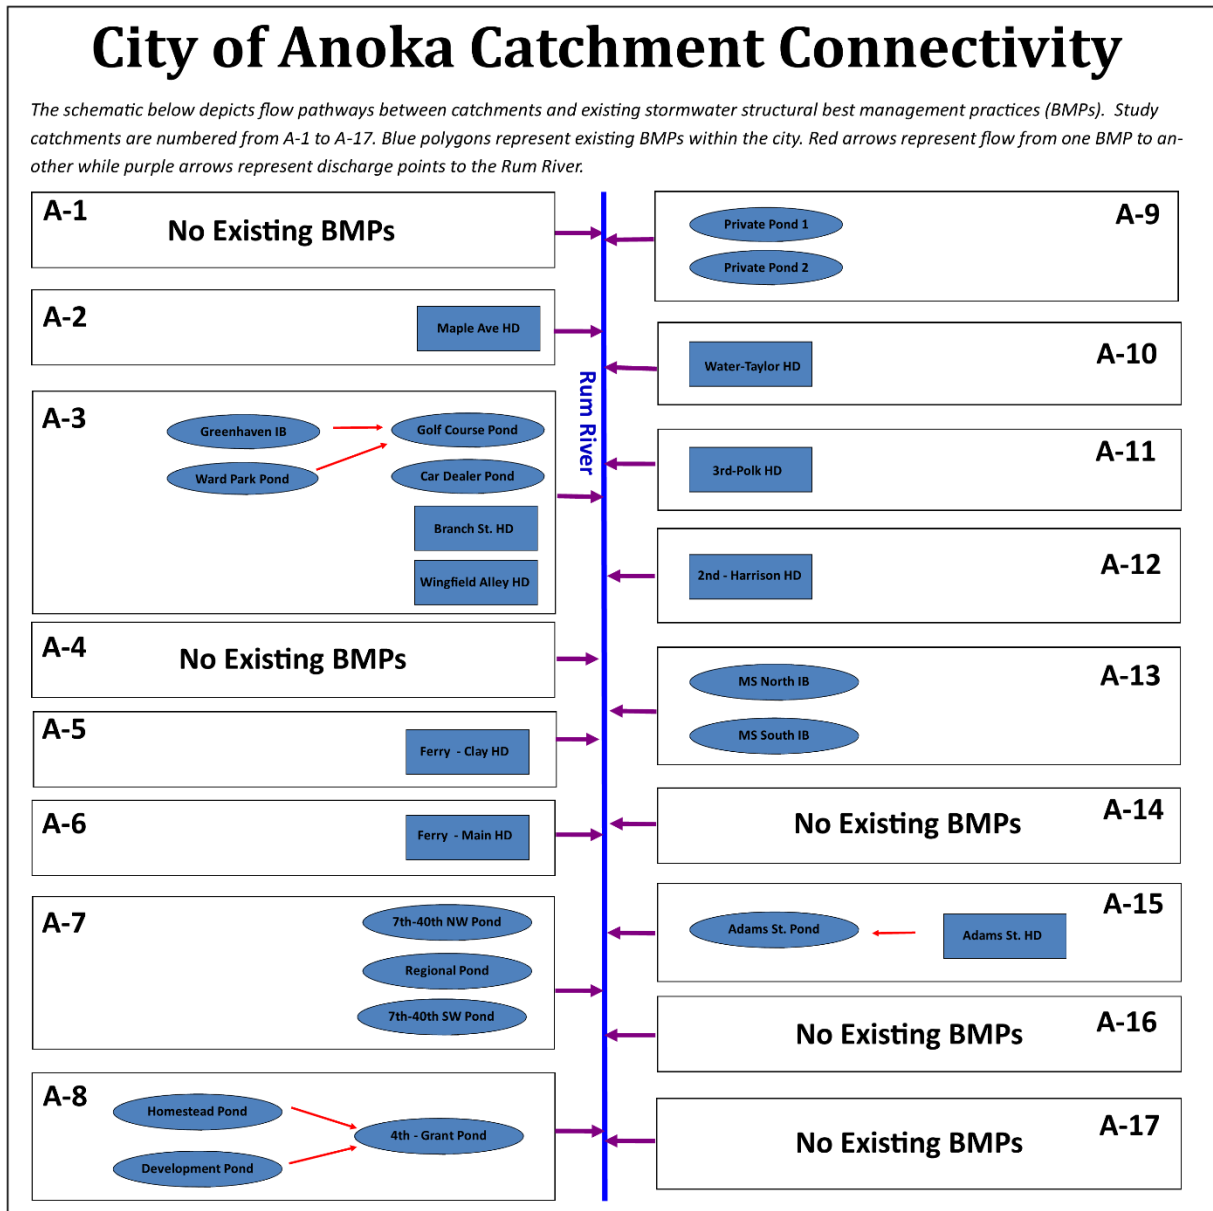 City of Anoka Catchment Connectivity
The schematic below depicts flow pathways between catchments and existing stormwater structural best management practices (BMPs).  Study
catchments are numbered from A-1 to A-17. Blue polygons represent existing BMPs within the city. Red arrows represent flow from one BMP to an-
other while purple arrows represent discharge points to the Rum River.
A-1
No Existing BMPs
A-2
Maple Ave HD
A-3
Greenhaven IB
Golf Course Pond
Ward Park Pond
Car Dealer Pond
Branch St. HD
Wingfield Alley HD
A-4
No Existing BMPs
A-5
Ferry  - Clay HD
A-6
Ferry  - Main HD
A-7
7th-40th NW Pond
Regional Pond
7th-40th SW Pond
A-8
Homestead Pond
4th - Grant Pond
Development Pond
Rum River
A-9
Private Pond 1
Private Pond 2
A-10
Water-Taylor HD
A-11
3rd-Polk HD
A-12
2nd - Harrison HD
A-13
MS North IB
MS South IB
A-14
No Existing BMPs
A-15
Adams St. Pond
Adams St. HD
A-16
No Existing BMPs
A-17
No Existing BMPs